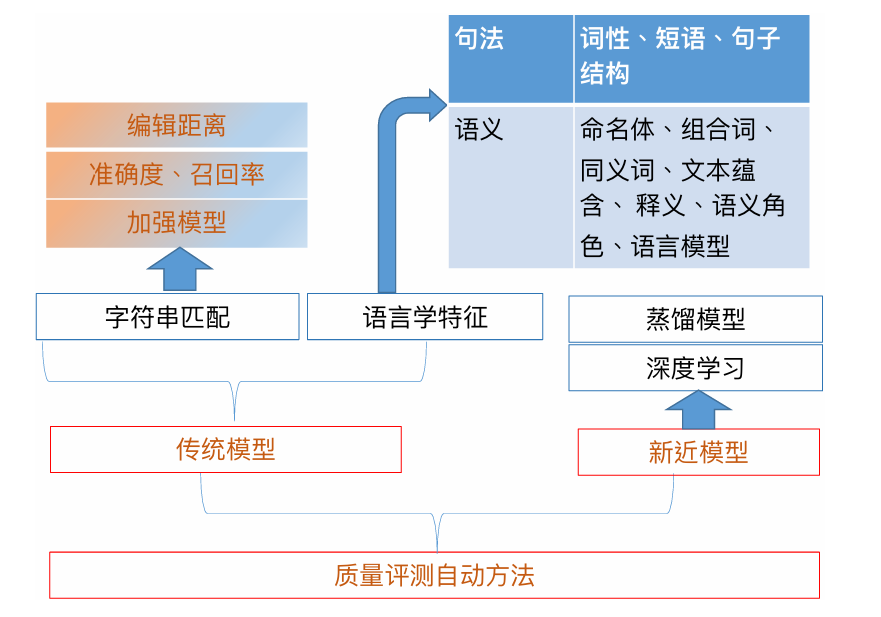 句法
词性、短语、句子
结构
语义
命名体、组合词、
同义词、文本蕴
含、 释义、语义角
色、语言模型
编辑距离
准确度、召回率
加强模型
字符串匹配
语言学特征
蒸馏模型
深度学习
传统模型
新近模型
质量评测自动方法